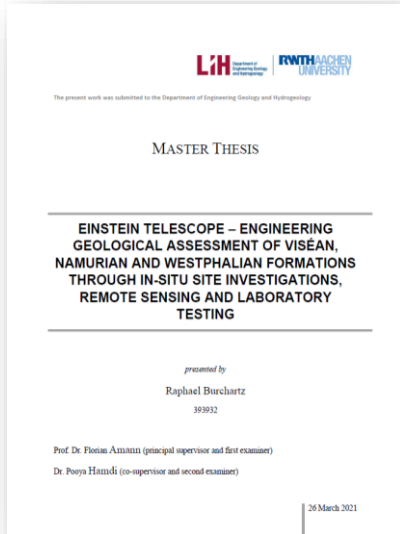 LIH Department of
Engineering Geology
and Hydrogeology
RWTHAACHEN
UNIVERSITY
The present work was submitted to the Department of Engineering Geology and Hydrogeology
MASTER THESIS
EINSTEIN TELESCOPE – ENGINEERING
GEOLOGICAL ASSESSMENT OF VISÉAN,
NAMURIAN AND WESTPHALIAN FORMATIONS
THROUGH IN-SITU SITE INVESTIGATIONS,
REMOTE SENSING AND LABORATORY
TESTING
presented by
Raphael Burchartz
393932
Prof. Dr. Florian Amann (principal supervisor and first examiner)
Dr. Pooya Hamdi (co-supervisor and second examiner)
26 March 2021